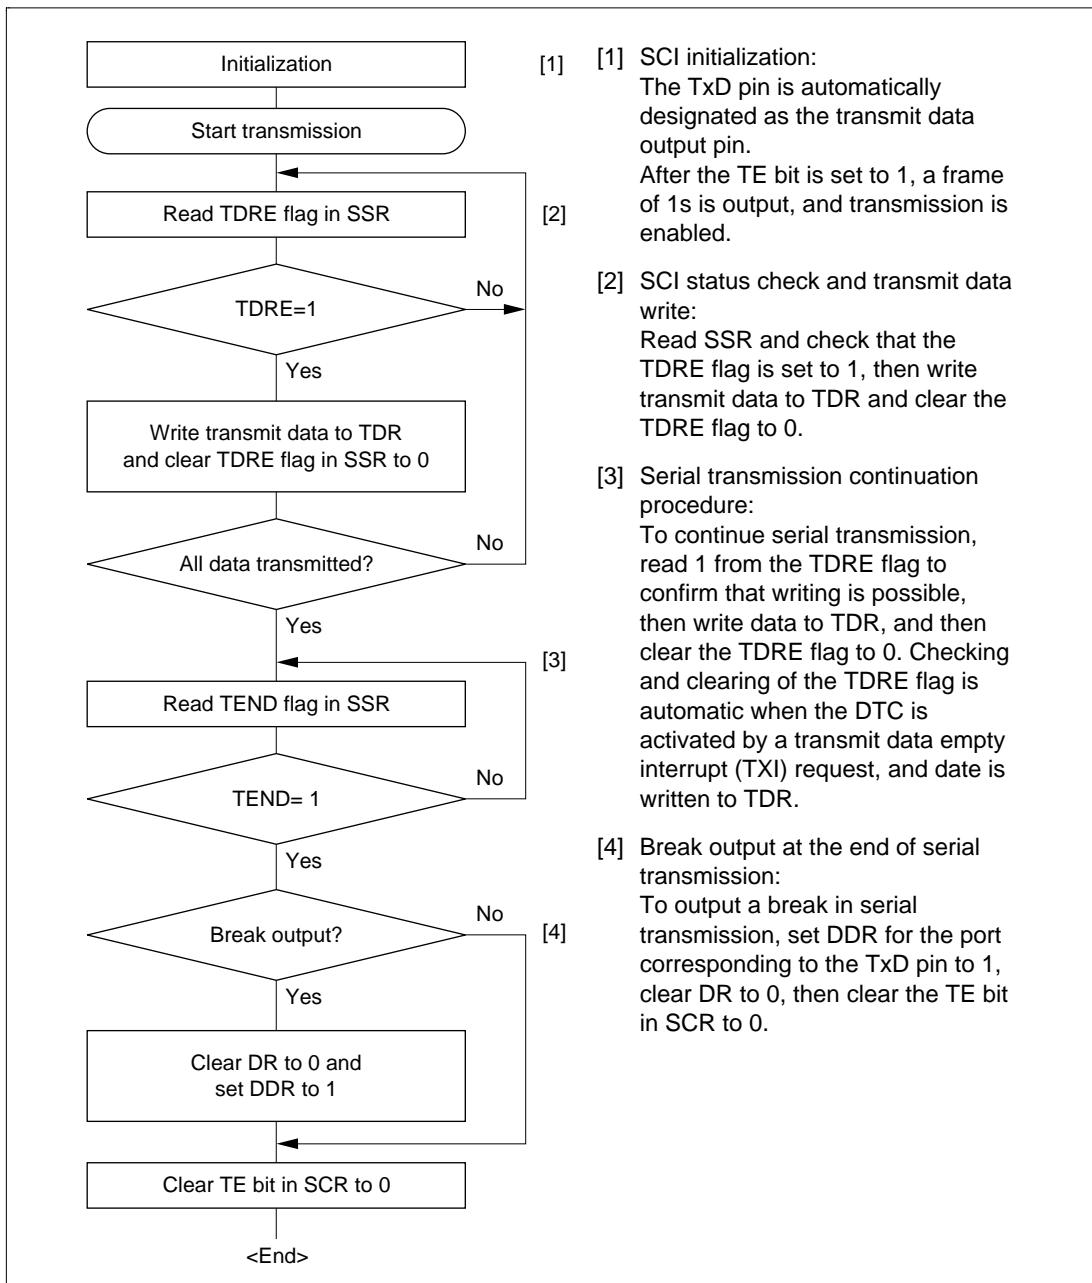 Initialization
[1]
Start transmission
Read TDRE flag in SSR
[2]
TDRE=1
No
Yes
Write transmit data to TDR
and clear TDRE flag in SSR to 0
All data transmitted?
No
Yes
[3]
Read TEND flag in SSR
TEND= 1
No
Yes
Break output?
No
[4]
Yes
Clear DR to 0 and
set DDR to 1
Clear TE bit in SCR to 0
<End>
[1] SCI initialization:
The TxD pin is automatically
designated as the transmit data
output pin.
After the TE bit is set to 1, a frame
of 1s is output, and transmission is
enabled.
[2] SCI status check and transmit data
write:
Read SSR and check that the
TDRE flag is set to 1, then write
transmit data to TDR and clear the
TDRE flag to 0.
[3] Serial transmission continuation
procedure:
To continue serial transmission,
read 1 from the TDRE flag to
confirm that writing is possible,
then write data to TDR, and then
clear the TDRE flag to 0. Checking
and clearing of the TDRE flag is
automatic when the DTC is
activated by a transmit data empty
interrupt (TXI) request, and date is
written to TDR.
[4] Break output at the end of serial
transmission:
To output a break in serial
transmission, set DDR for the port
corresponding to the TxD pin to 1,
clear DR to 0, then clear the TE bit
in SCR to 0.